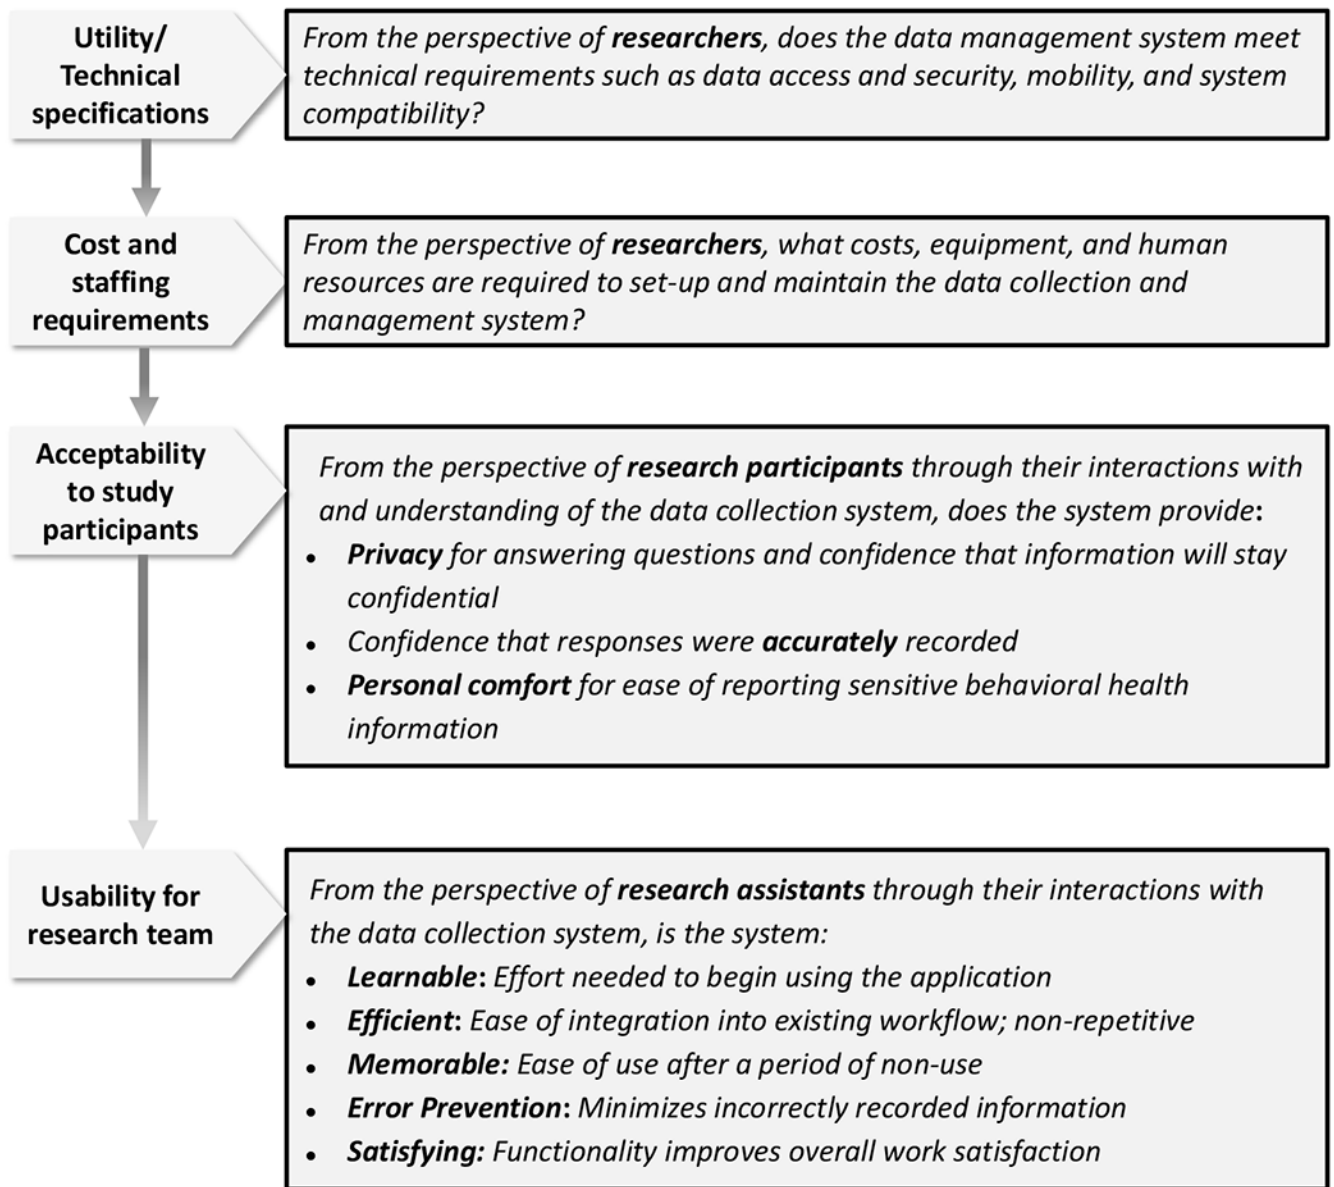 Utility/
Technical
specifications
From the perspective of researchers, does the data management system meet
technical requirements such as data access and security, mobility, and system
compatibility?
Cost and
staffing
requirements
From the perspective of researchers, what costs, equipment, and human
resources are required to set-up and maintain the data collection and
management system?
Acceptability
to study
participants
From the perspective of research participants through their interactions with
and understanding of the data collection system, does the system provide:
• Privacy for answering questions and confidence that information will stay
confidential
• Confidence that responses were accurately recorded
• Personal comfort for ease of reporting sensitive behavioral health
information
Usability for
research team
From the perspective of research assistants through their interactions with
the data collection system, is the system:
• Learnable: Effort needed to begin using the application
• Efficient: Ease of integration into existing workflow; non-repetitive
• Memorable: Ease of use after a period of non-use
• Error Prevention: Minimizes incorrectly recorded information
• Satisfying: Functionality improves overall work satisfaction